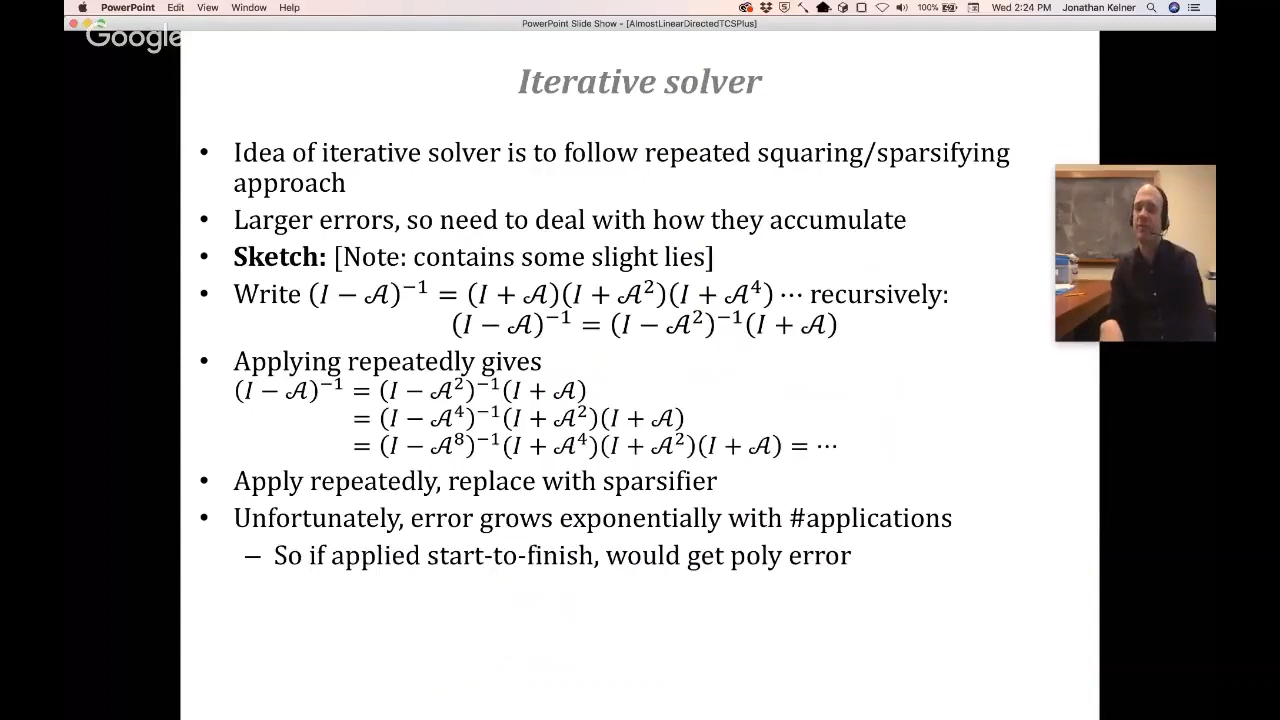 PowerPoint Edit View Window Help 100% Wed 2:24 PM Jonathan Kelner
PowerPoint Slide Show - [AlmostLinearDirectedTCSPlus]
Google
Iterative solver
• Idea of iterative solver is to follow repeated squaring/sparsifying
approach
• Larger errors, so need to deal with how they accumulate
• Sketch: [Note: contains some slight lies]
• Write (I − 𝒜)⁻¹ = (I + 𝒜)(I + 𝒜²)(I + 𝒜⁴) ⋯ recursively:
(I − 𝒜)⁻¹ = (I − 𝒜²)⁻¹(I + 𝒜)
• Applying repeatedly gives
(I − 𝒜)⁻¹ = (I − 𝒜²)⁻¹(I + 𝒜)
= (I − 𝒜⁴)⁻¹(I + 𝒜²)(I + 𝒜)
= (I − 𝒜⁸)⁻¹(I + 𝒜⁴)(I + 𝒜²)(I + 𝒜) = ⋯
• Apply repeatedly, replace with sparsifier
• Unfortunately, error grows exponentially with #applications
– So if applied start-to-finish, would get poly error